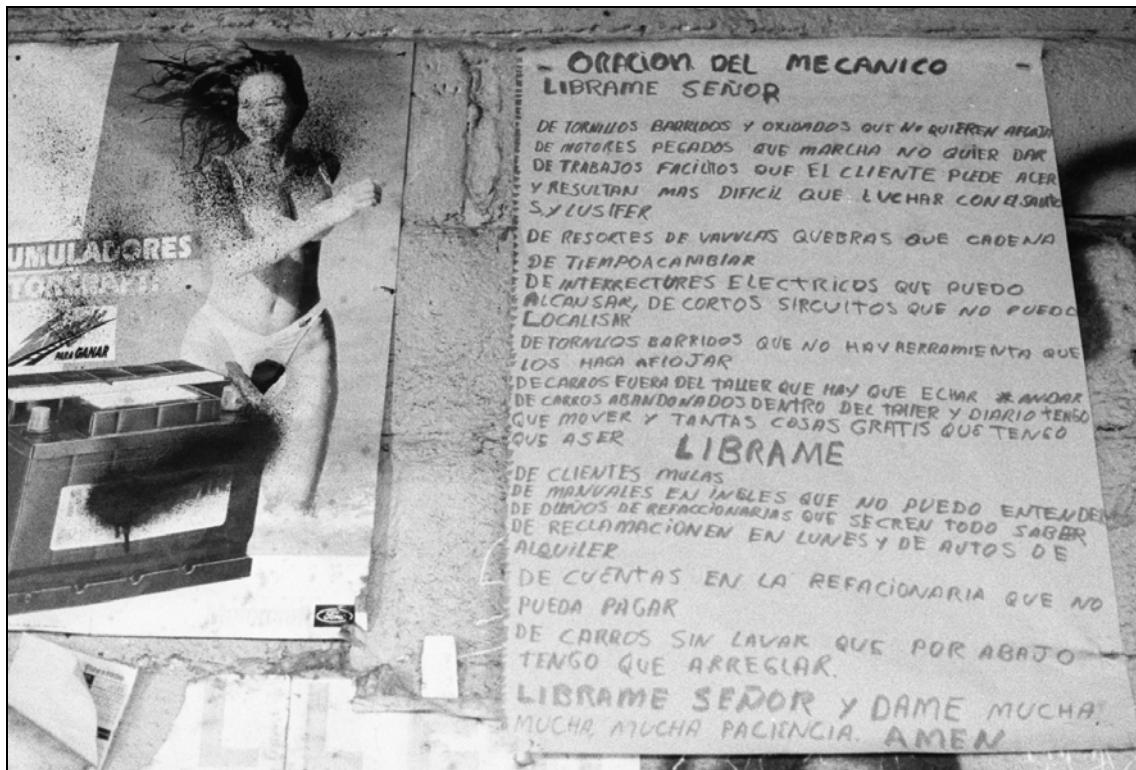 UMULADORES
PARA GANAR
Ford
- ORACION DEL MECANICO -
LIBRAME SEÑOR
DE TORNILLOS BARRIDOS Y OXIDADOS QUE NO QUIEREN AFLOJA
DE MOTORES PEGADOS QUE MARCHA NO QUIER DAR
DE TRABAJOS FACILITOS QUE EL CLIENTE PUEDE ACER
Y RESULTAN MAS DIFICIL QUE LUCHAR CON EL SANTO
S.Y LUSIFER
DE RESORTES DE VAVULAS QUEBRAS QUE CADENA
DE TIEMPO A CAMBIAR
DE INTERRECTURES ELECTRICOS QUE PUEDO
ALCANSAR, DE CORTOS SIRCUITOS QUE NO PUEDO
LOCALISAR
DE TORNILLOS BARRIDOS QUE NO HAY RERRAMIENTA QUE
LOS HAGA AFLOJAR
DE CARROS FUERA DEL TALLER QUE HAY QUE ECHAR ANDAR
DE CARROS ABANDONADOS DENTRO DEL TALLER Y DIARIO TENGO
QUE MOVER Y TANTAS COSAS GRATIS QUE TENGO
QUE ASER LIBRAME
DE CLIENTES MULAS
DE MANUALES EN INGLES QUE NO PUEDO ENTENDER
DE DUEÑOS DE REFACCIONARIAS QUE SECREN TODO SABER
DE RECLAMACIONEN EN LUNES Y DE AUTOS DE
ALQUILER
DE CUENTAS EN LA REFACIONARIA QUE NO
PUEDA PAGAR
DE CARROS SIN LAVAR QUE POR ABAJO
TENGO QUE ARREGLAR.
LIBRAME SEÑOR Y DAME MUCHA
MUCHA, MUCHA PACIENCIA. AMEN